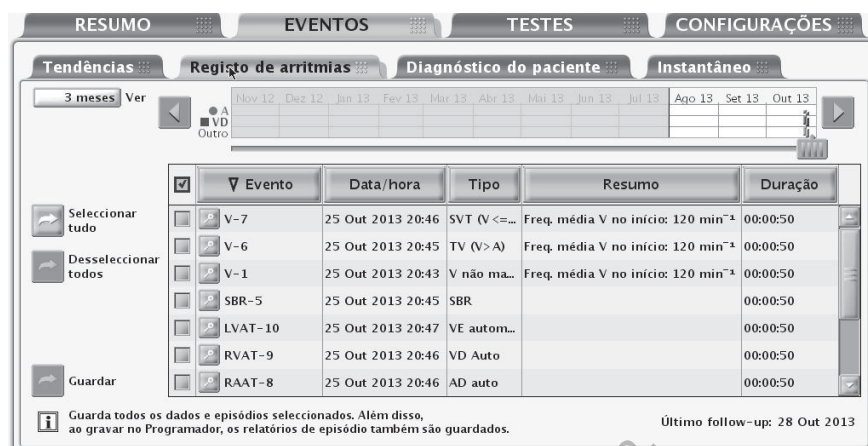 RESUMO EVENTOS TESTES CONFIGURAÇÕES
Tendências Registo de arritmias Diagnóstico do paciente Instantâneo
3 meses Ver
Nov 12 Dez 12 Jan 13 Fev 13 Mar 13 Abr 13 Mai 13 Jun 13 Jul 13 Ago 13 Set 13 Out 13
A
VD
Outro
Evento Data/hora Tipo Resumo Duração
Seleccionar tudo
Desseleccionar todos
V-7 25 Out 2013 20:46 SVT (V <=... Freq. média V no início: 120 min⁻¹ 00:00:50
V-6 25 Out 2013 20:45 TV (V> A) Freq. média V no início: 120 min⁻¹ 00:00:50
V-1 25 Out 2013 20:43 V não ma... Freq. média V no início: 120 min⁻¹ 00:00:50
SBR-5 25 Out 2013 20:45 SBR 00:00:50
LVAT-10 25 Out 2013 20:47 VE autom... 00:00:50
RVAT-9 25 Out 2013 20:46 VD Auto 00:00:50
RAAT-8 25 Out 2013 20:46 AD auto 00:00:50
Guardar
Guarda todos os dados e episódios seleccionados. Além disso,
ao gravar no Programador, os relatórios de episódio também são guardados.
Último follow-up: 28 Out 2013